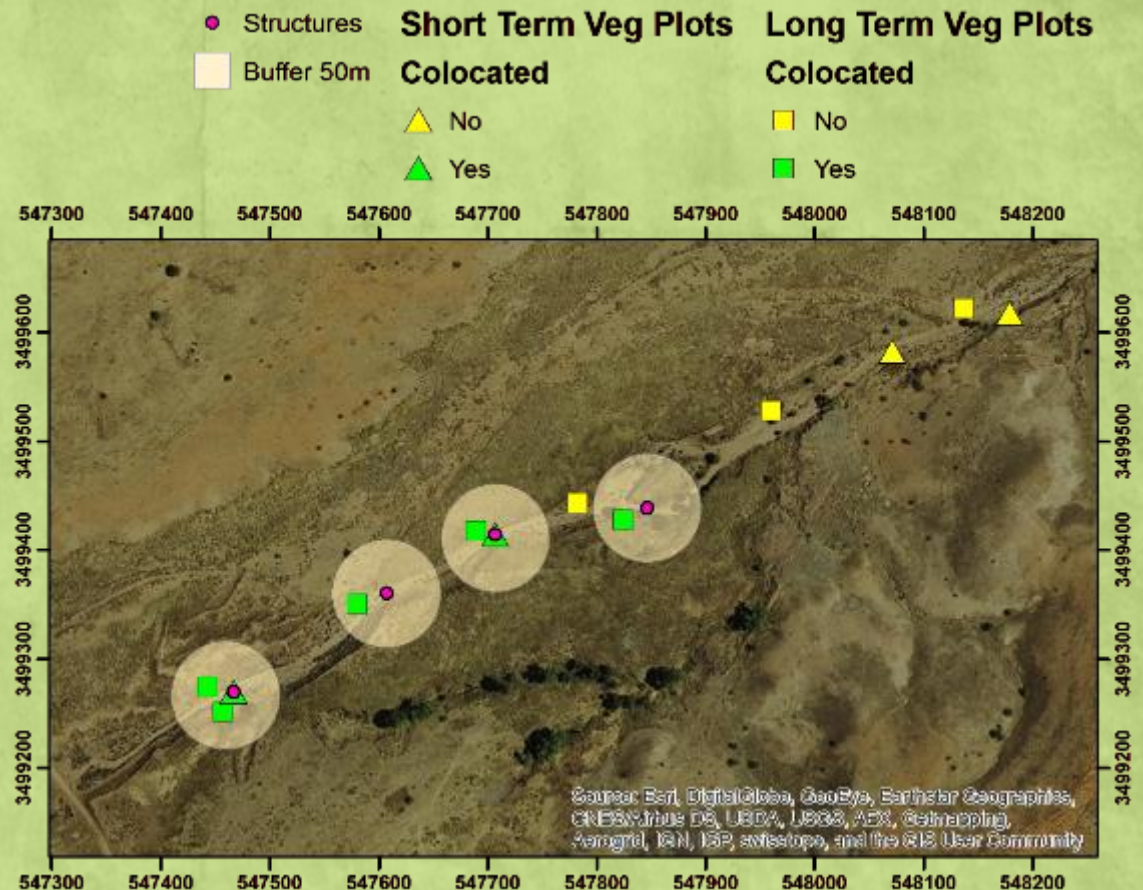 Structures
Buffer 50m
Short Term Veg Plots
Colocated
No
Yes
Long Term Veg Plots
Colocated
No
Yes
547300 547400 547500 547600 547700 547800 547900 548000 548100 548200
3499600
3499500
3499400
3499300
3499200
3499600
3499500
3499400
3499300
3499200
Source: Esri, DigitalGlobe, GeoEye, Earthstar Geographics,
CNES/Airbus DS, USDA, USGS, AEX, Getmapping,
Aerogrid, IGN, IGP, swisstopo, and the GIS User Community
547300 547400 547500 547600 547700 547800 547900 548000 548100 548200